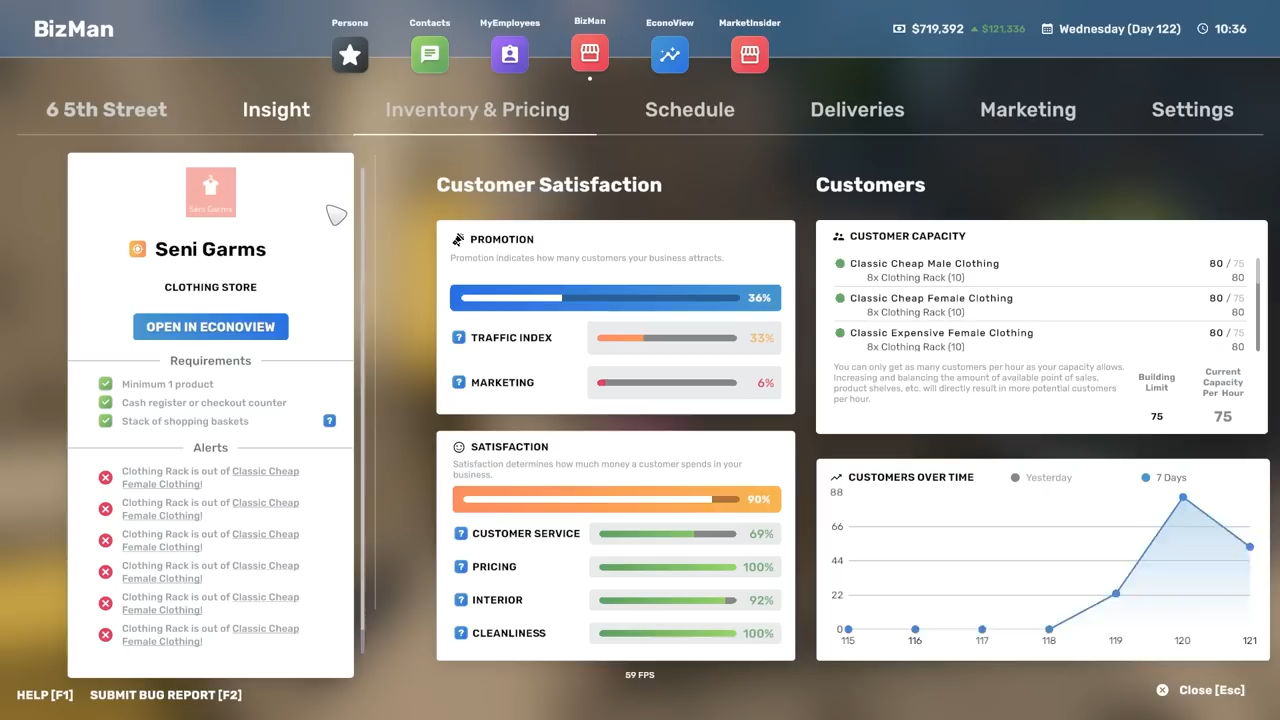 BizMan
Persona
Contacts
MyEmployees
BizMan
EconoView
MarketInsider
$719,392 ▲ $121,336 Wednesday (Day 122) 10:36
6 5th Street Insight Inventory & Pricing Schedule Deliveries Marketing Settings
Seni Garms
Seni Garms
CLOTHING STORE
OPEN IN ECONOVIEW
Requirements
Minimum 1 product
Cash register or checkout counter
Stack of shopping baskets ?
Alerts
Clothing Rack is out of Classic Cheap
Female Clothing!
Clothing Rack is out of Classic Cheap
Female Clothing!
Clothing Rack is out of Classic Cheap
Female Clothing!
Clothing Rack is out of Classic Cheap
Female Clothing!
Clothing Rack is out of Classic Cheap
Female Clothing!
Clothing Rack is out of Classic Cheap
Female Clothing!
Customer Satisfaction
PROMOTION
Promotion indicates how many customers your business attracts.
36%
? TRAFFIC INDEX 33%
? MARKETING 6%
SATISFACTION
Satisfaction determines how much money a customer spends in your
business.
90%
? CUSTOMER SERVICE 69%
? PRICING 100%
? INTERIOR 92%
? CLEANLINESS 100%
Customers
CUSTOMER CAPACITY
Classic Cheap Male Clothing 80 / 75
8x Clothing Rack (10) 80
Classic Cheap Female Clothing 80 / 75
8x Clothing Rack (10) 80
Classic Expensive Female Clothing 80 / 75
8x Clothing Rack (10) 80
You can only get as many customers per hour as your capacity allows.
Increasing and balancing the amount of available point of sales,
product shelves, etc. will directly result in more potential customers
per hour.
Building
Limit
75
Current
Capacity
Per Hour
75
CUSTOMERS OVER TIME Yesterday 7 Days
88
66
44
22
0
115 116 117 118 119 120 121
59 FPS
HELP [F1] SUBMIT BUG REPORT [F2]
Close [Esc]